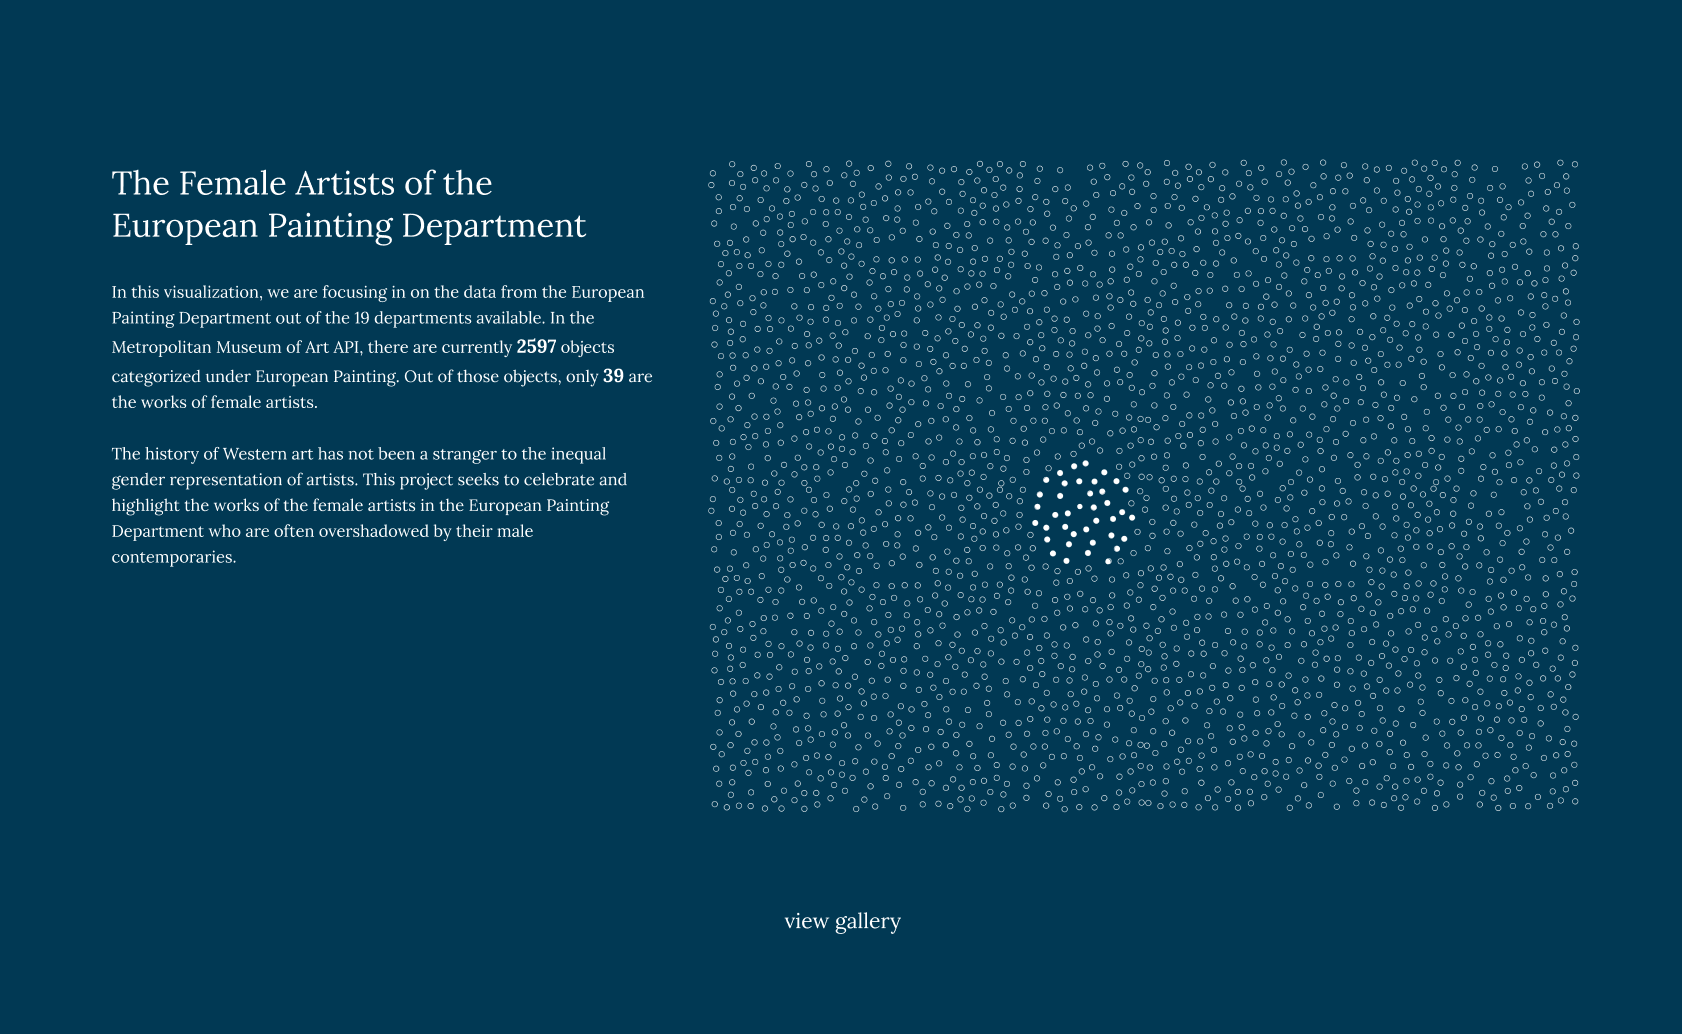 The Female Artists of the
European Painting Department
In this visualization, we are focusing in on the data from the European
Painting Department out of the 19 departments available. In the
Metropolitan Museum of Art API, there are currently 2597 objects
categorized under European Painting. Out of those objects, only 39 are
the works of female artists.
The history of Western art has not been a stranger to the inequal
gender representation of artists. This project seeks to celebrate and
highlight the works of the female artists in the European Painting
Department who are often overshadowed by their male
contemporaries.
view gallery